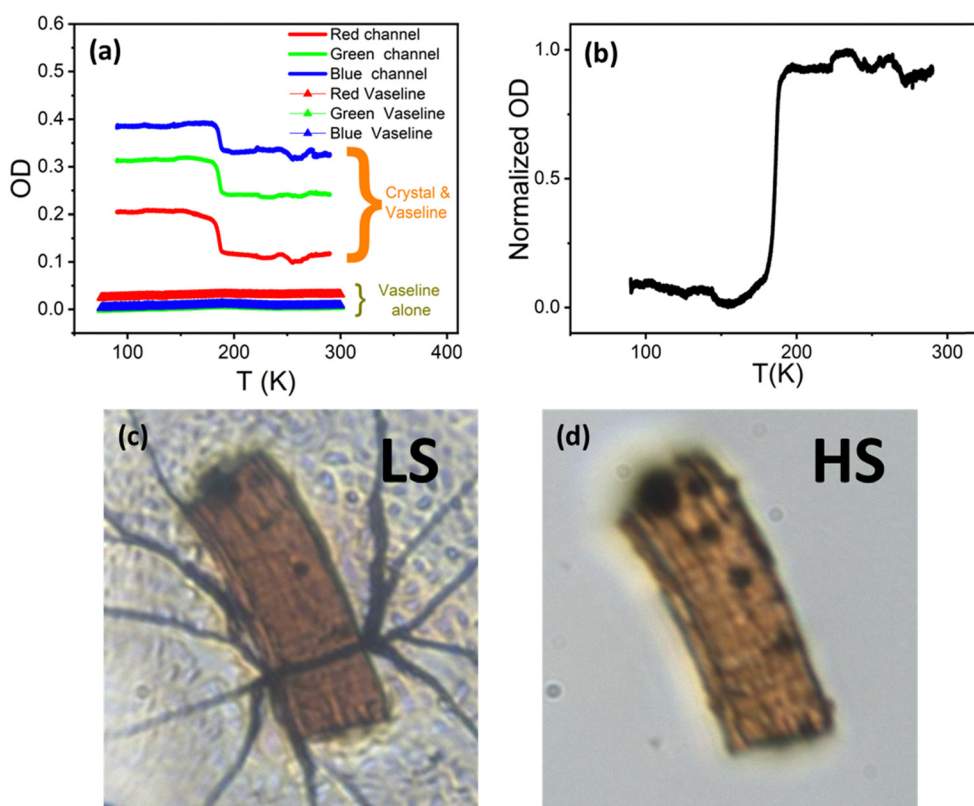 (a)
Red channel
Green channel
Blue channel
Red Vaseline
Green Vaseline
Blue Vaseline
0.6
0.5
0.4
0.3
0.2
0.1
0.0
OD
Crystal &
Vaseline
Vaseline
alone
100 200 300 400
T (K)
(b)
1.0
0.5
0.0
Normalized OD
100 200 300
T(K)
(c)
LS
(d)
HS